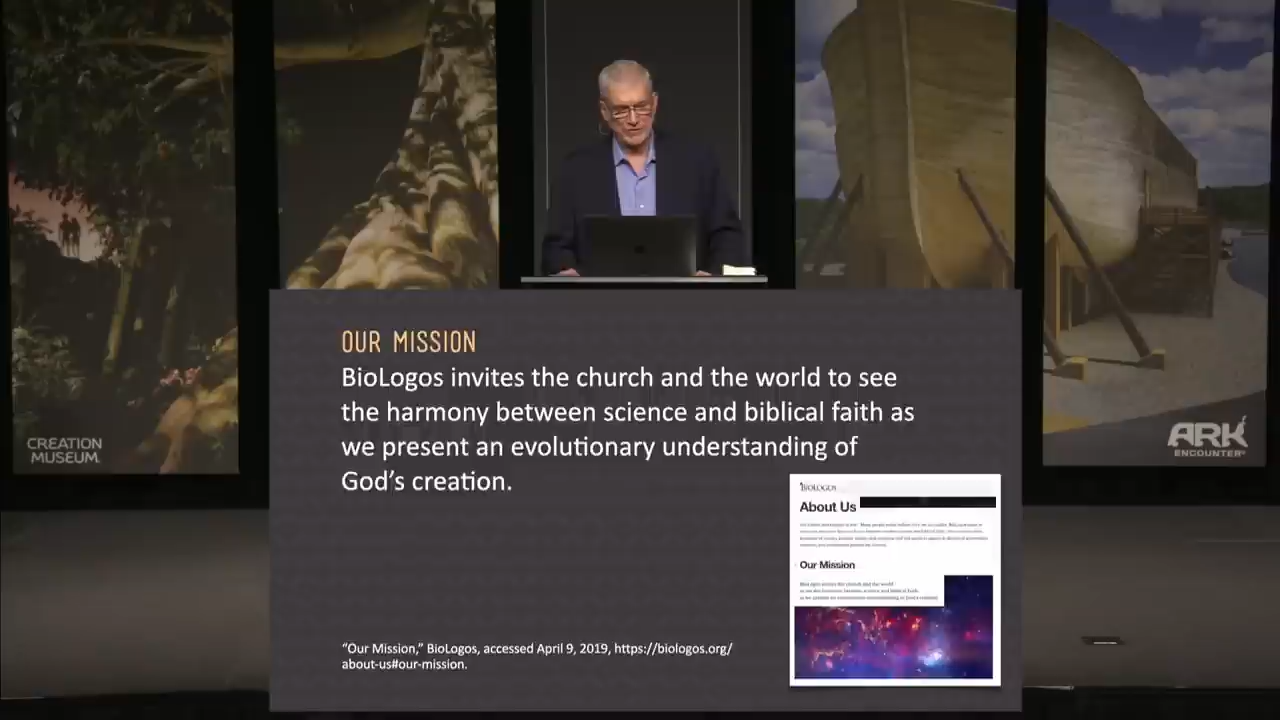 OUR MISSION
BioLogos invites the church and the world to see
the harmony between science and biblical faith as
we present an evolutionary understanding of
God's creation.
CREATION
MUSEUM
ARK
ENCOUNTER
BIOLOGOS
About Us
Our Mission
"Our Mission," BioLogos, accessed April 9, 2019, https://biologos.org/
about-us#our-mission.